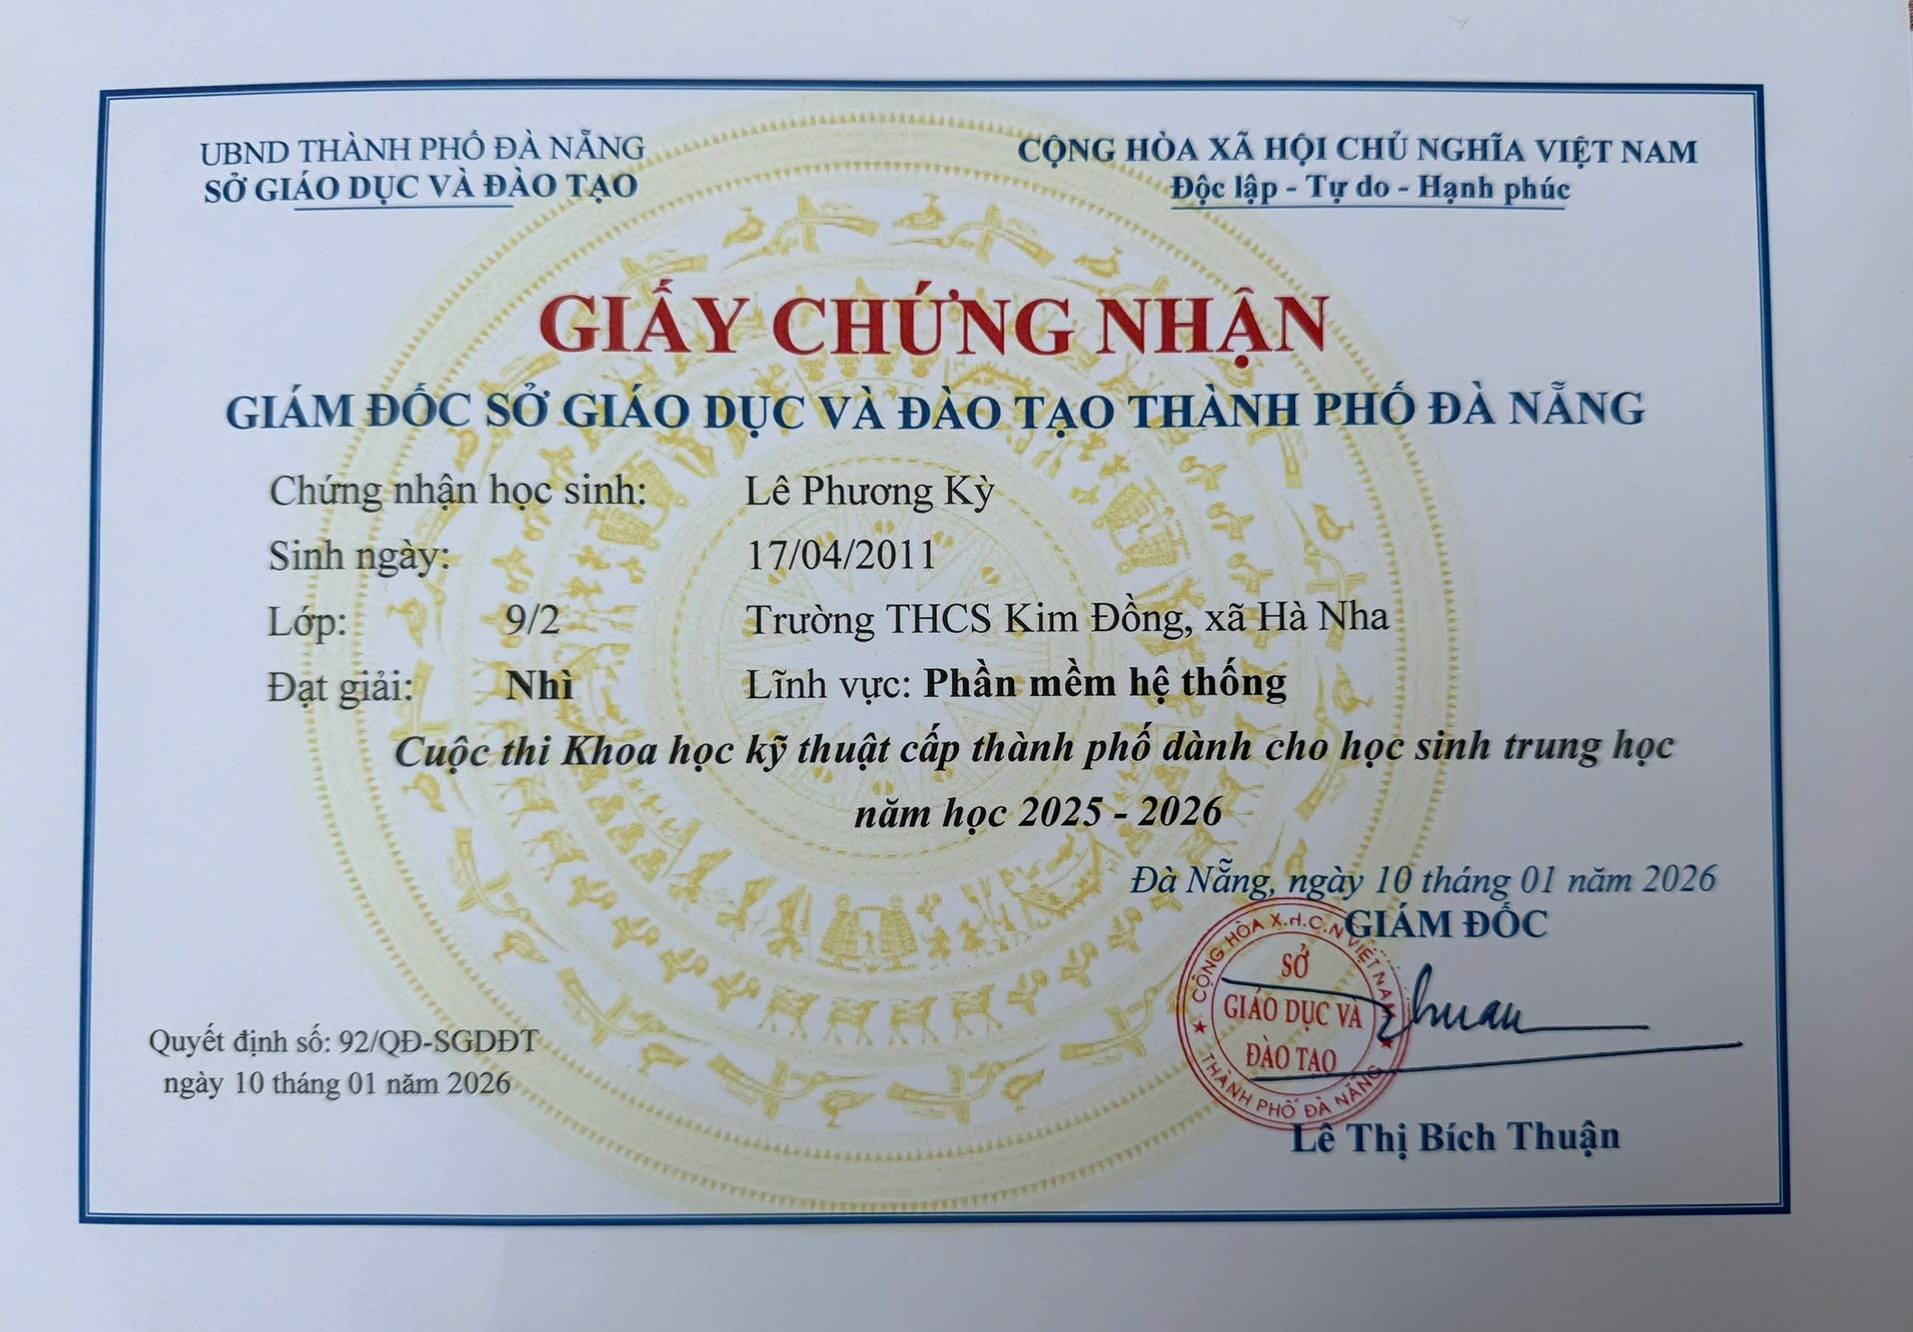 UBND THÀNH PHỐ ĐÀ NẴNG
SỞ GIÁO DỤC VÀ ĐÀO TẠO
CỘNG HÒA XÃ HỘI CHỦ NGHĨA VIỆT NAM
Độc lập - Tự do - Hạnh phúc
GIẤY CHỨNG NHẬN
GIÁM ĐỐC SỞ GIÁO DỤC VÀ ĐÀO TẠO THÀNH PHỐ ĐÀ NẴNG
Chứng nhận học sinh: Lê Phương Kỳ
Sinh ngày: 17/04/2011
Lớp: 9/2 Trường THCS Kim Đồng, xã Hà Nha
Đạt giải: Nhì Lĩnh vực: Phần mềm hệ thống
Cuộc thi Khoa học kỹ thuật cấp thành phố dành cho học sinh trung học
năm học 2025 - 2026
Đà Nẵng, ngày 10 tháng 01 năm 2026
GIÁM ĐỐC
CỘNG HÒA X.H.C.N VIỆT NAM
SỞ
GIÁO DỤC VÀ
ĐÀO TẠO
THÀNH PHỐ ĐÀ NẴNG
Thuan
Lê Thị Bích Thuận
Quyết định số: 92/QĐ-SGDĐT
ngày 10 tháng 01 năm 2026